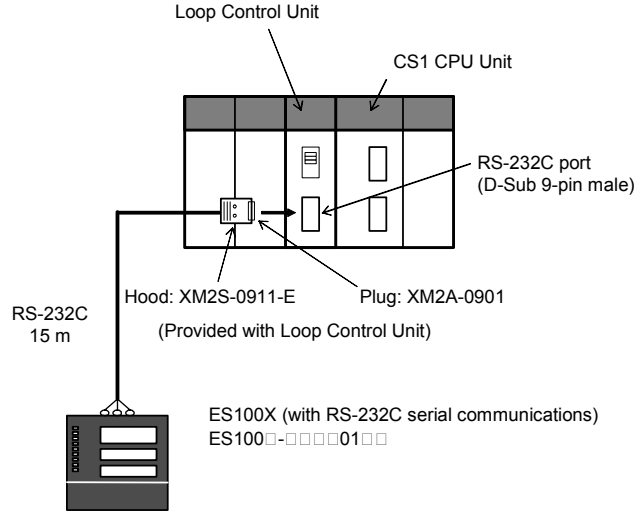 Loop Control Unit
CS1 CPU Unit
RS-232C port
(D-Sub 9-pin male)
Hood: XM2S-0911-E
Plug: XM2A-0901
RS-232C
15 m
(Provided with Loop Control Unit)
ES100X (with RS-232C serial communications)
ES100□-□□□□01□□